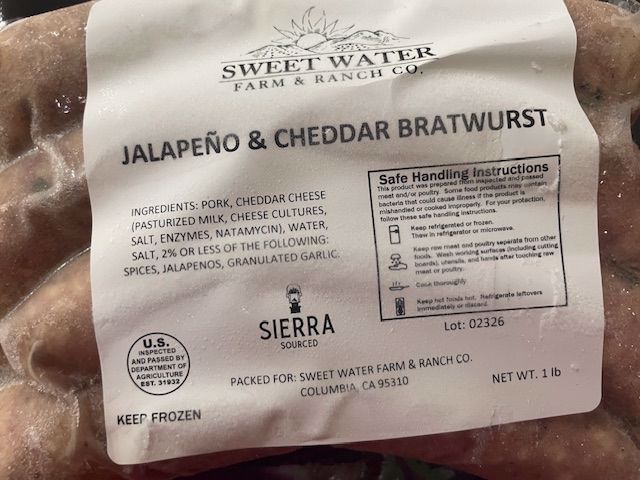 SWEET WATER
FARM & RANCH CO.
JALAPEÑO & CHEDDAR BRATWURST
INGREDIENTS: PORK, CHEDDAR CHEESE
(PASTURIZED MILK, CHEESE CULTURES,
SALT, ENZYMES, NATAMYCIN), WATER,
SALT, 2% OR LESS OF THE FOLLOWING:
SPICES, JALAPENOS, GRANULATED GARLIC.
Safe Handling Instructions
This product was prepared from inspected and passed
meat and/or poultry. Some food products may contain
bacteria that could cause illness if the product is
mishandled or cooked improperly. For your protection,
follow these safe handling instructions.
Keep refrigerated or frozen.
Thaw in refrigerator or microwave.
Keep raw meat and poultry separate from other
foods. Wash working surfaces (including cutting
boards), utensils, and hands after touching raw
meat or poultry.
Cook thoroughly
Keep hot foods hot. Refrigerate leftovers
immediately or discard.
Lot: 02326
SIERRA
SOURCED
U.S.
INSPECTED
AND PASSED BY
DEPARTMENT OF
AGRICULTURE
EST. 31932
PACKED FOR: SWEET WATER FARM & RANCH CO.
COLUMBIA, CA 95310
NET WT. 1 lb
KEEP FROZEN